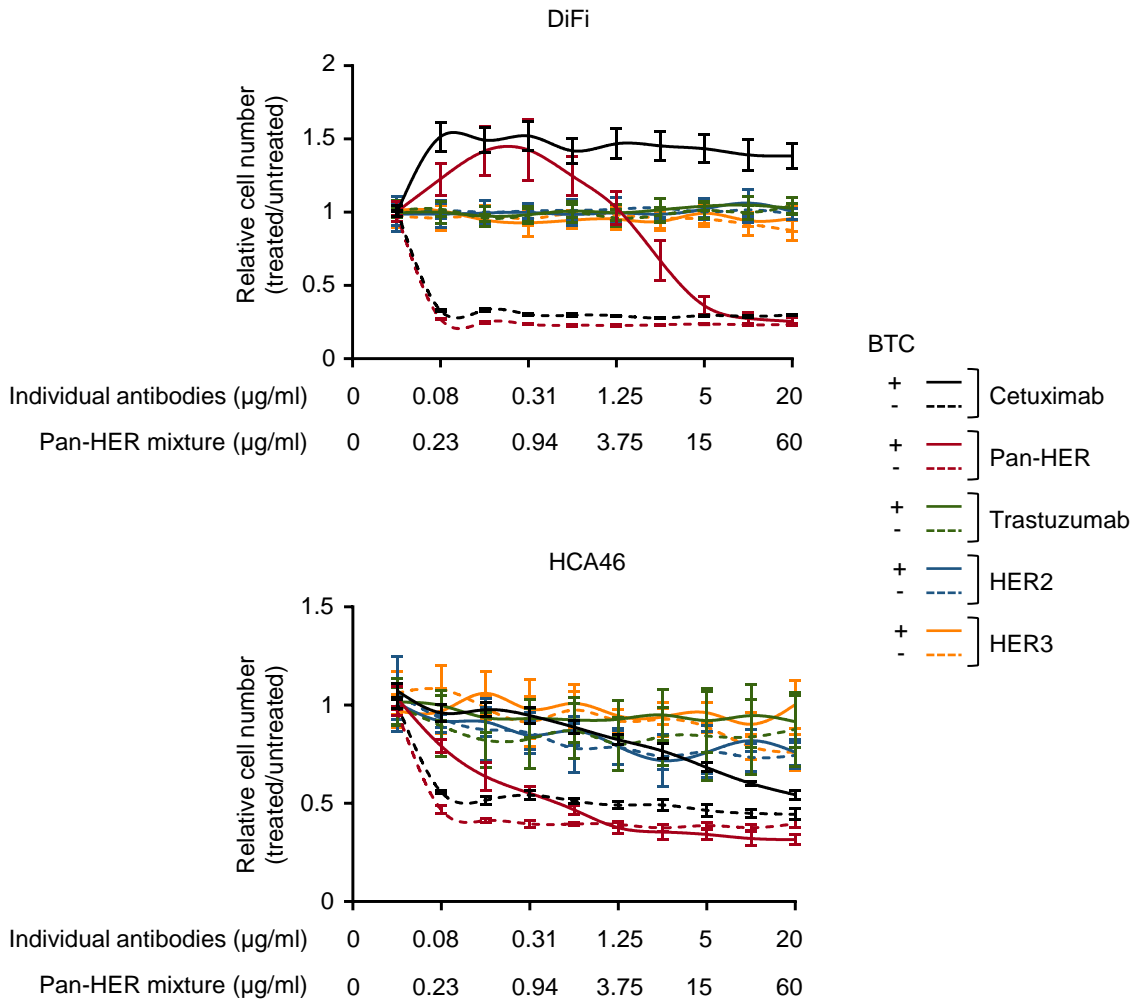 DiFi
Relative cell number
(treated/untreated)
2
1.5
1
0.5
0
Individual antibodies (µg/ml) 0 0.08 0.31 1.25 5 20
Pan-HER mixture (µg/ml) 0 0.23 0.94 3.75 15 60
BTC
+
- Cetuximab
+
- Pan-HER
+
- Trastuzumab
+
- HER2
+
- HER3
HCA46
Relative cell number
(treated/untreated)
1.5
1
0.5
0
Individual antibodies (µg/ml) 0 0.08 0.31 1.25 5 20
Pan-HER mixture (µg/ml) 0 0.23 0.94 3.75 15 60